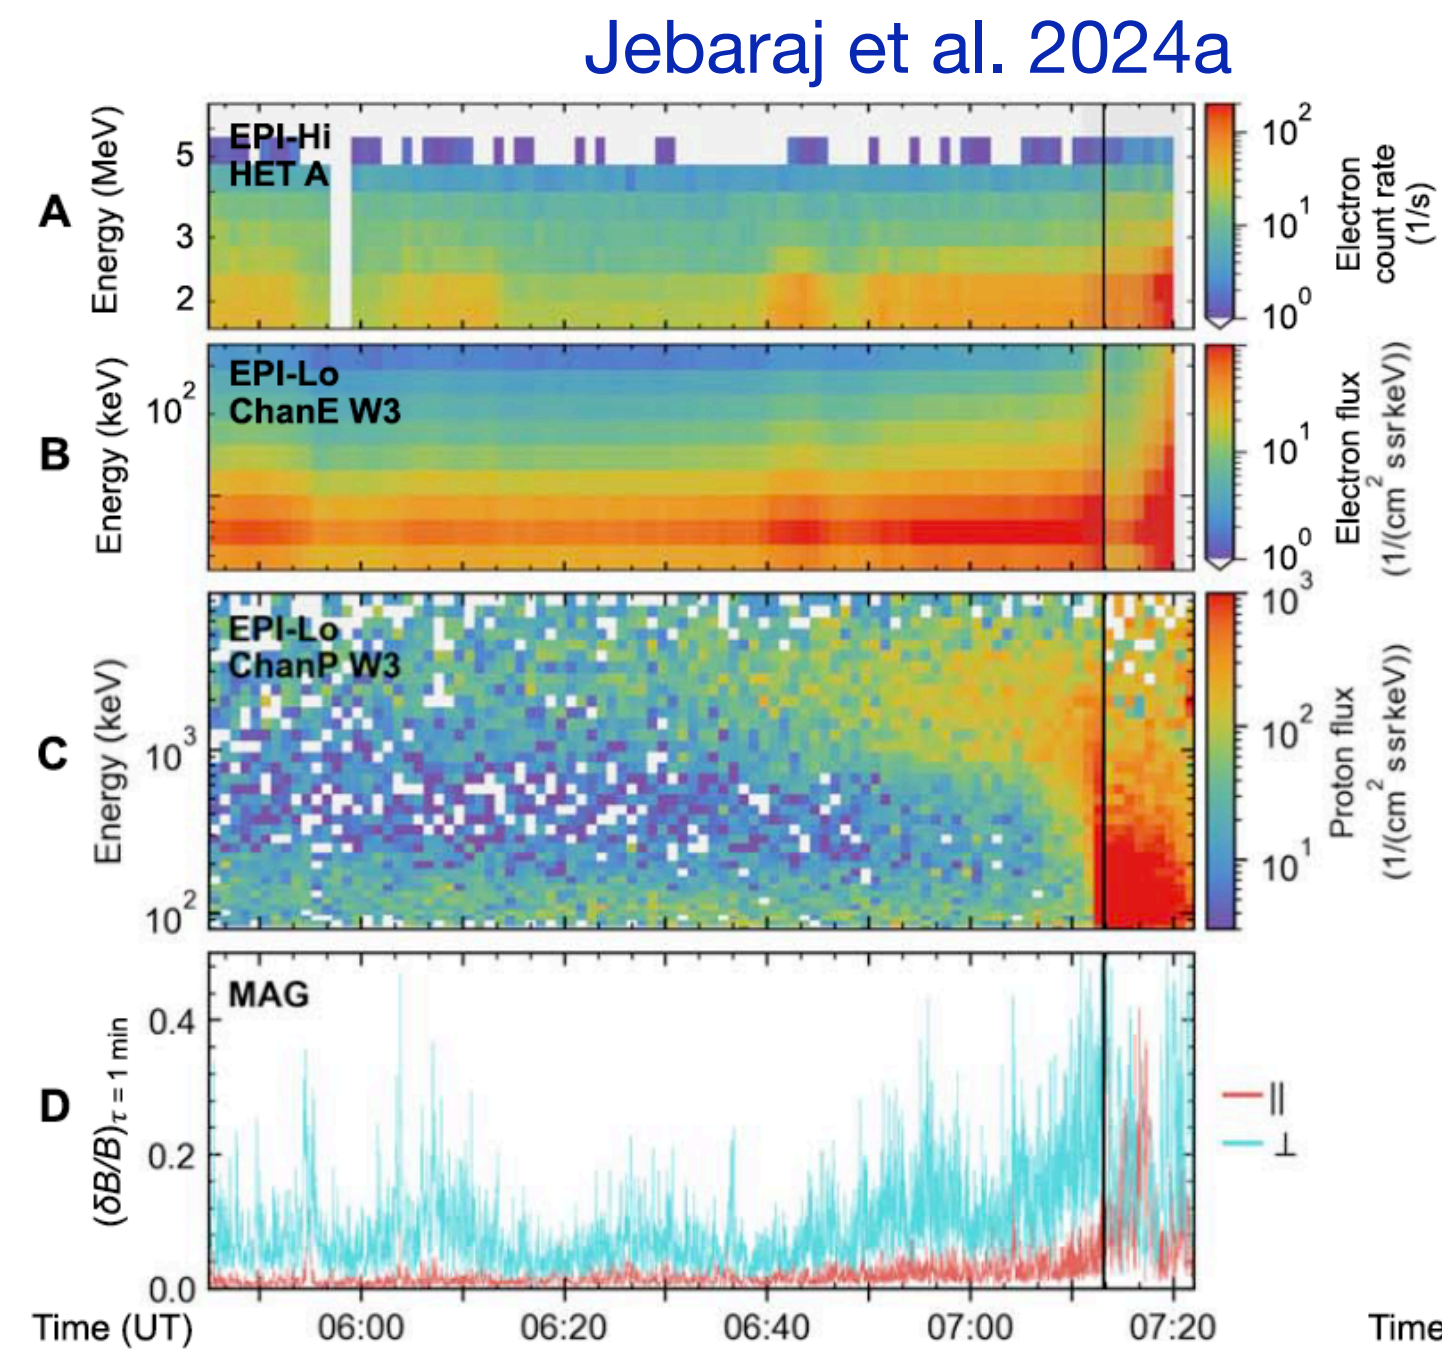 Jebaraj et al. 2024a
A
Energy (MeV)
5
3
2
EPI-Hi
HET A
10^2
10^1
10^0
Electron
count rate
(1/s)
B
Energy (keV)
10^2
EPI-Lo
ChanE W3
10^1
10^0
Electron flux
(1/(cm^2 s sr keV))
C
Energy (keV)
10^3
10^2
EPI-Lo
ChanP W3
10^3
10^2
10^1
Proton flux
(1/(cm^2 s sr keV))
D
(δB/B)τ = 1 min
0.4
0.2
0.0
MAG
||
⊥
Time (UT)
06:00
06:20
06:40
07:00
07:20
Time